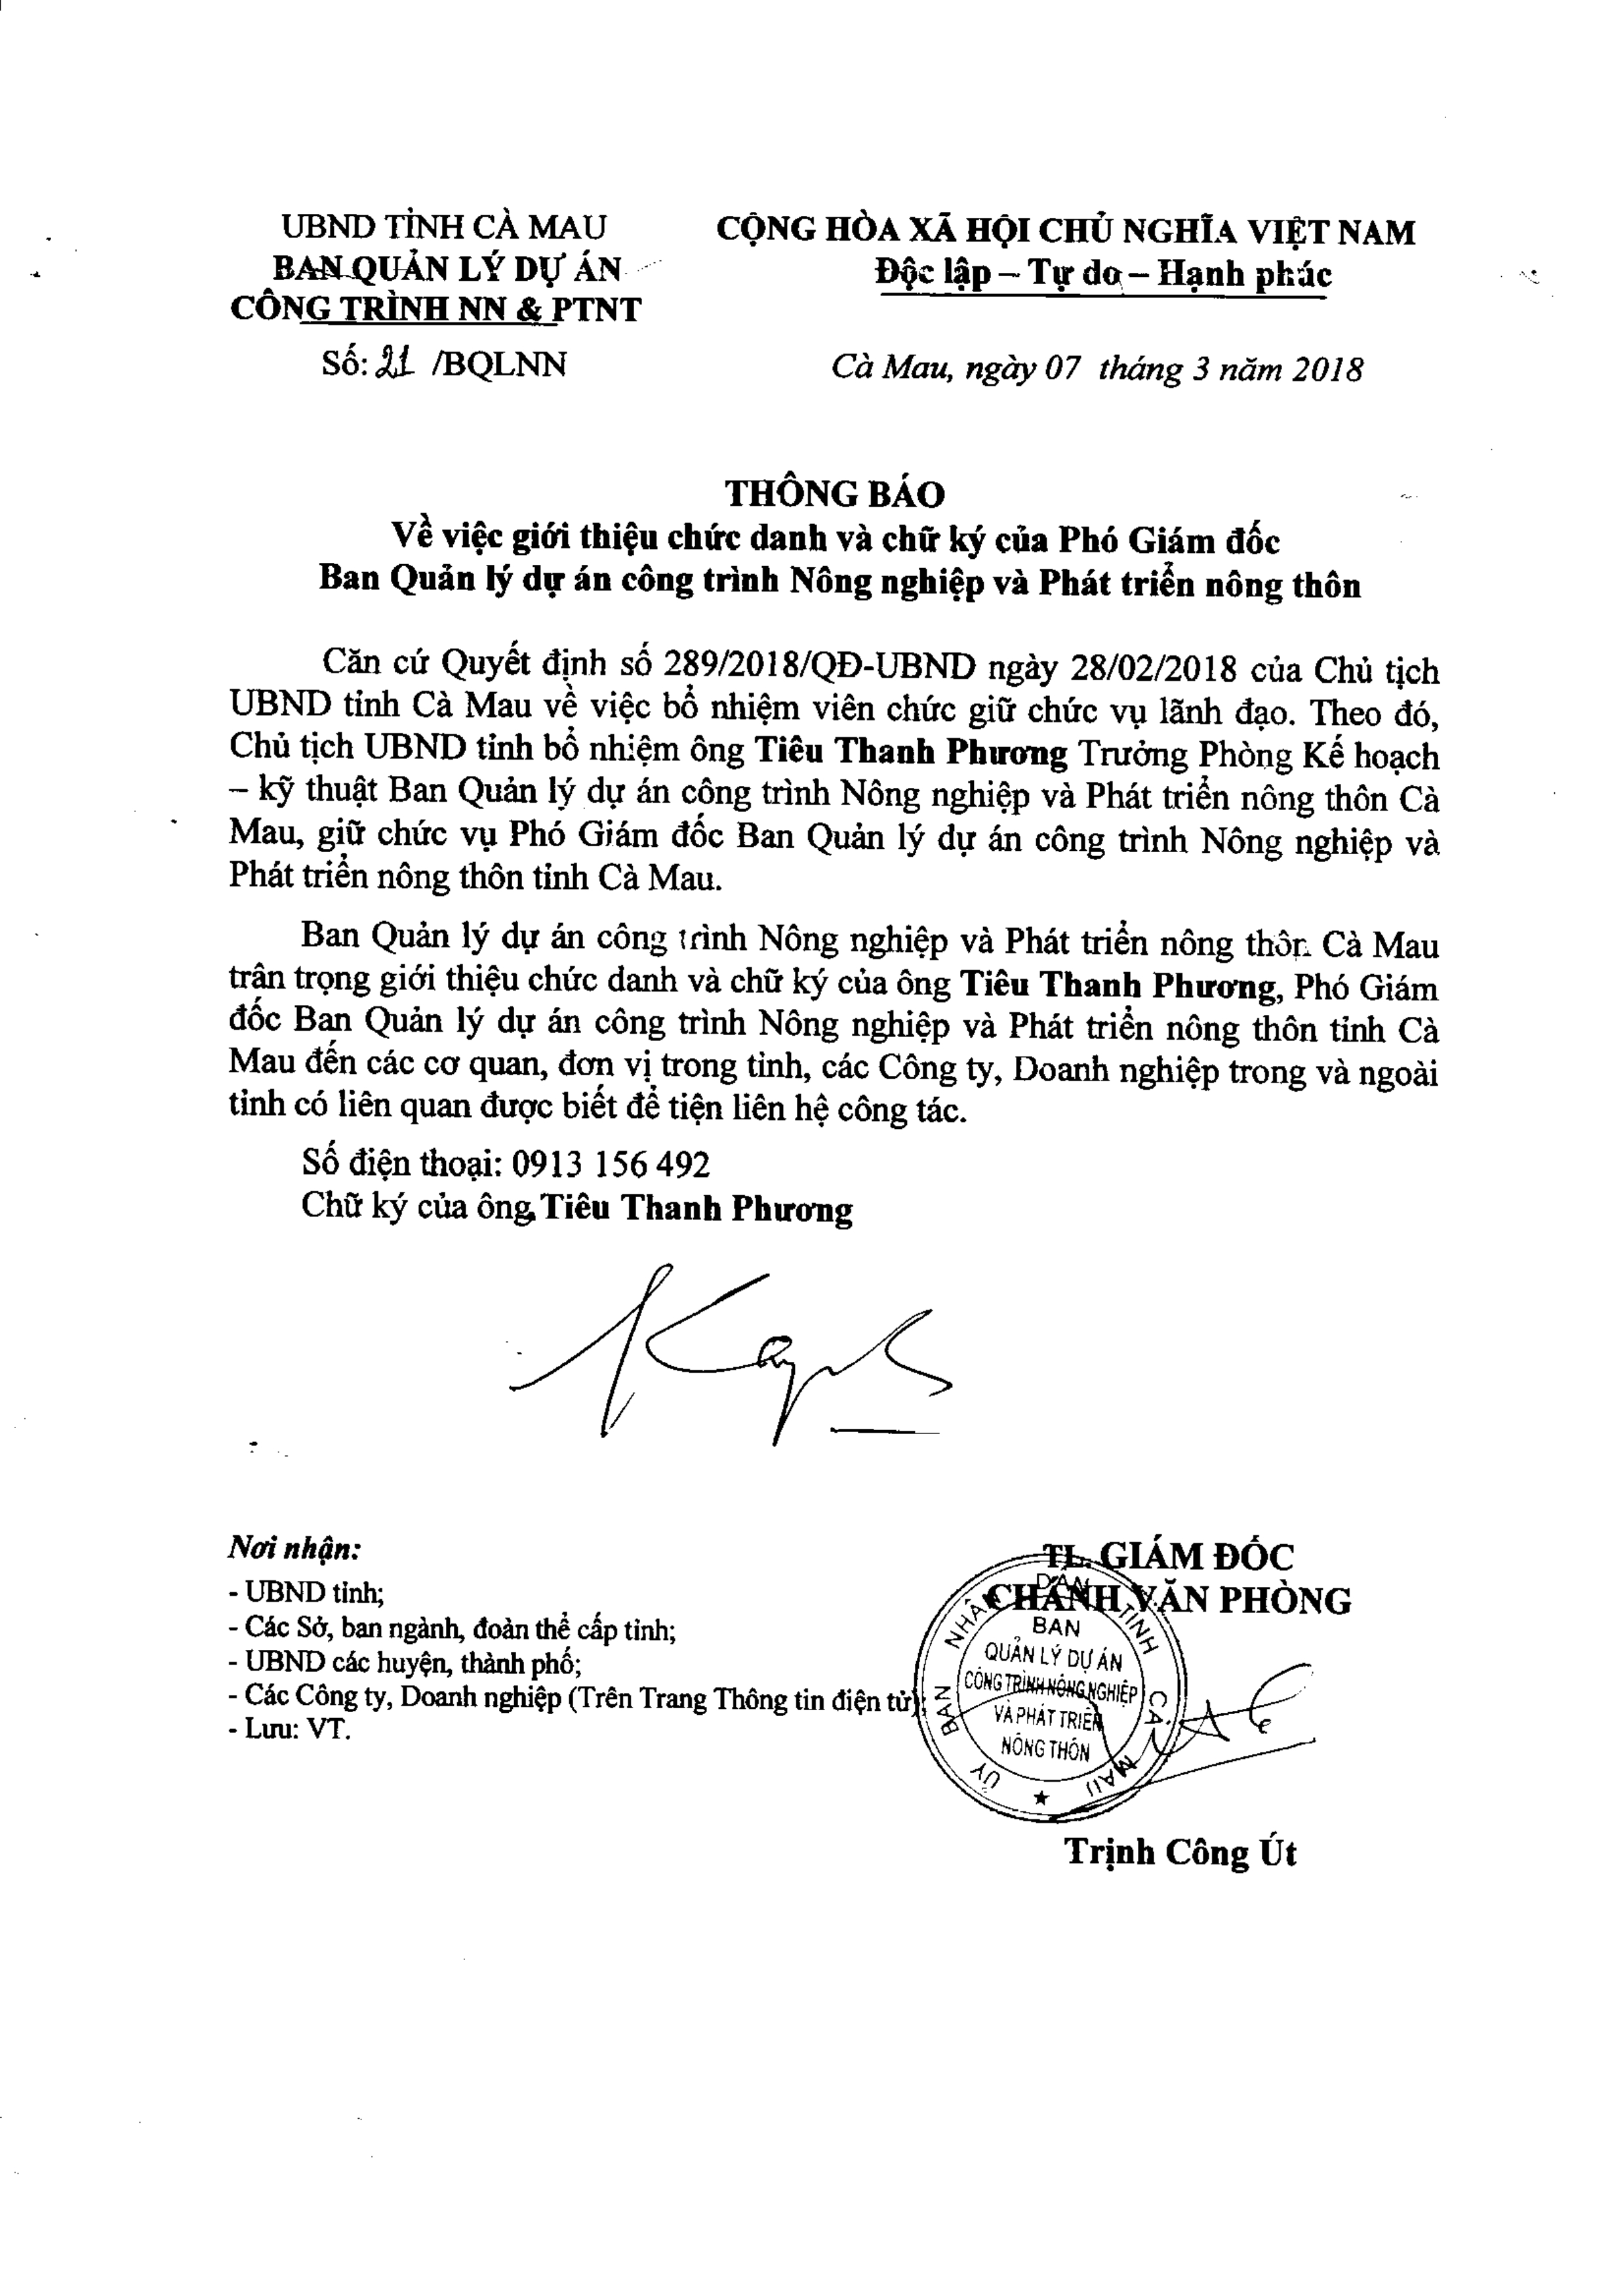 UBND TỈNH CÀ MAU
BAN QUẢN LÝ DỰ ÁN
CÔNG TRÌNH NN & PTNT
Số: 21 /BQLNN
CỘNG HÒA XÃ HỘI CHỦ NGHĨA VIỆT NAM
Độc lập – Tự do – Hạnh phúc
Cà Mau, ngày 07 tháng 3 năm 2018
THÔNG BÁO
Về việc giới thiệu chức danh và chữ ký của Phó Giám đốc
Ban Quản lý dự án công trình Nông nghiệp và Phát triển nông thôn
Căn cứ Quyết định số 289/2018/QĐ-UBND ngày 28/02/2018 của Chủ tịch
UBND tỉnh Cà Mau về việc bổ nhiệm viên chức giữ chức vụ lãnh đạo. Theo đó,
Chủ tịch UBND tỉnh bổ nhiệm ông Tiêu Thanh Phương Trưởng Phòng Kế hoạch
– kỹ thuật Ban Quản lý dự án công trình Nông nghiệp và Phát triển nông thôn Cà
Mau, giữ chức vụ Phó Giám đốc Ban Quản lý dự án công trình Nông nghiệp và
Phát triển nông thôn tỉnh Cà Mau.
Ban Quản lý dự án công trình Nông nghiệp và Phát triển nông thôn Cà Mau
trân trọng giới thiệu chức danh và chữ ký của ông Tiêu Thanh Phương, Phó Giám
đốc Ban Quản lý dự án công trình Nông nghiệp và Phát triển nông thôn tỉnh Cà
Mau đến các cơ quan, đơn vị trong tỉnh, các Công ty, Doanh nghiệp trong và ngoài
tỉnh có liên quan được biết để tiện liên hệ công tác.
Số điện thoại: 0913 156 492
Chữ ký của ông Tiêu Thanh Phương
Nơi nhận:
- UBND tỉnh;
- Các Sở, ban ngành, đoàn thể cấp tỉnh;
- UBND các huyện, thành phố;
- Các Công ty, Doanh nghiệp (Trên Trang Thông tin điện tử);
- Lưu: VT.
TL. GIÁM ĐỐC
CHÁNH VĂN PHÒNG
ỦY BAN NHÂN DÂN TỈNH CÀ MAU
BAN
QUẢN LÝ DỰ ÁN
CÔNG TRÌNH NÔNG NGHIỆP
VÀ PHÁT TRIỂN
NÔNG THÔN
Trịnh Công Út